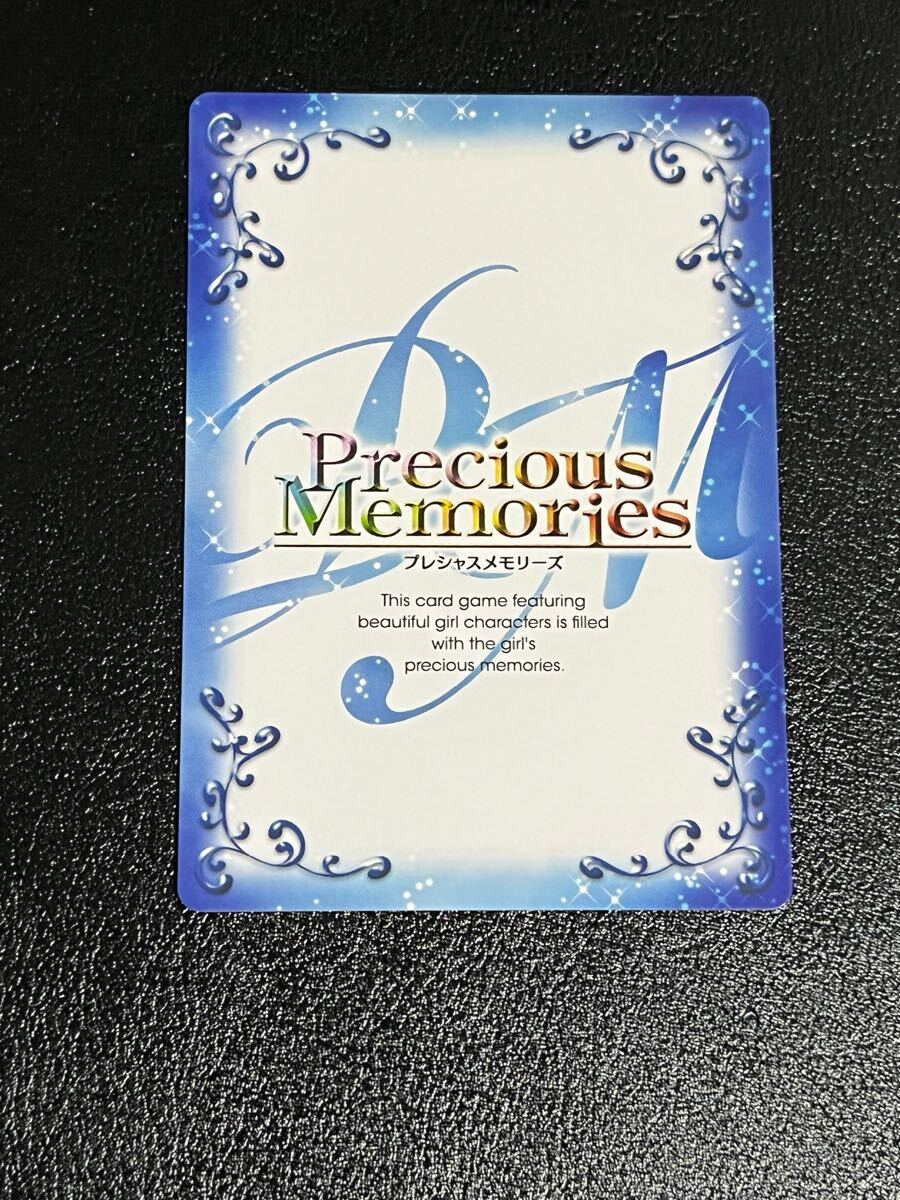 PM
Precious
Memories
プレシャスメモリーズ
This card game featuring
beautiful girl characters is filled
with the girl's
precious memories.